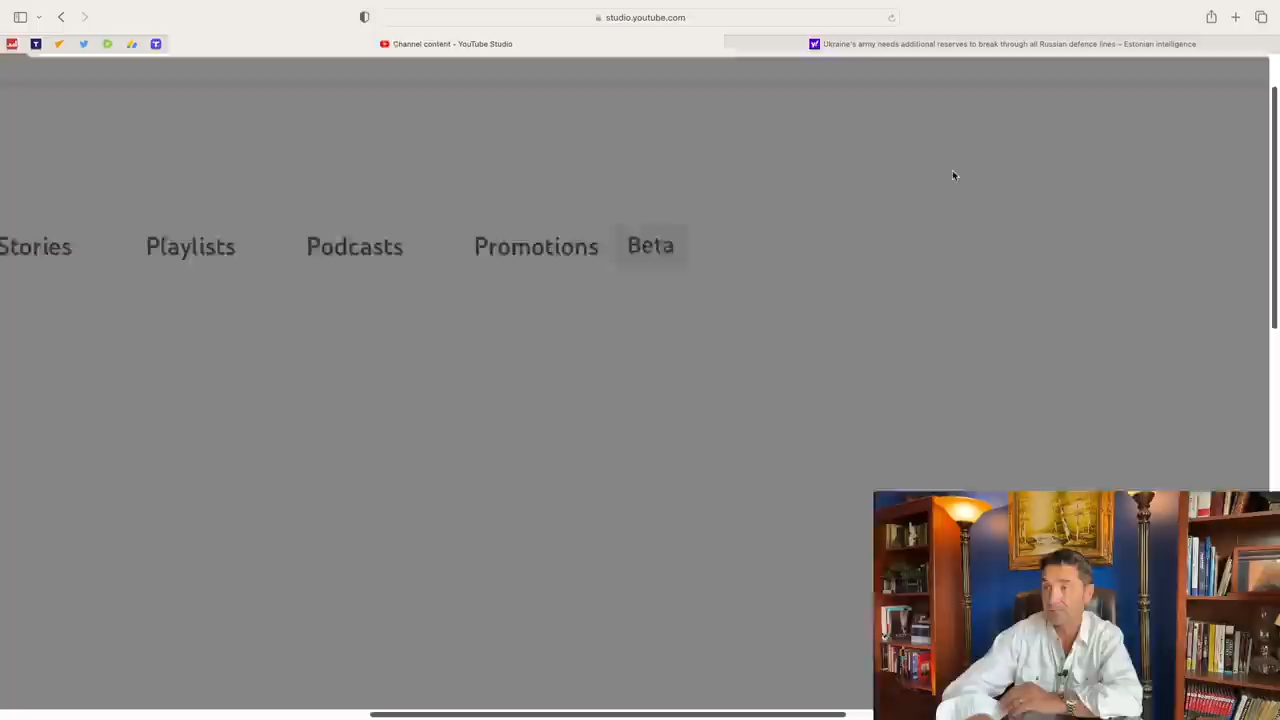 studio.youtube.com
Channel content - YouTube Studio
Ukraine's army needs additional reserves to break through all Russian defence lines – Estonian intelligence
Stories Playlists Podcasts Promotions Beta